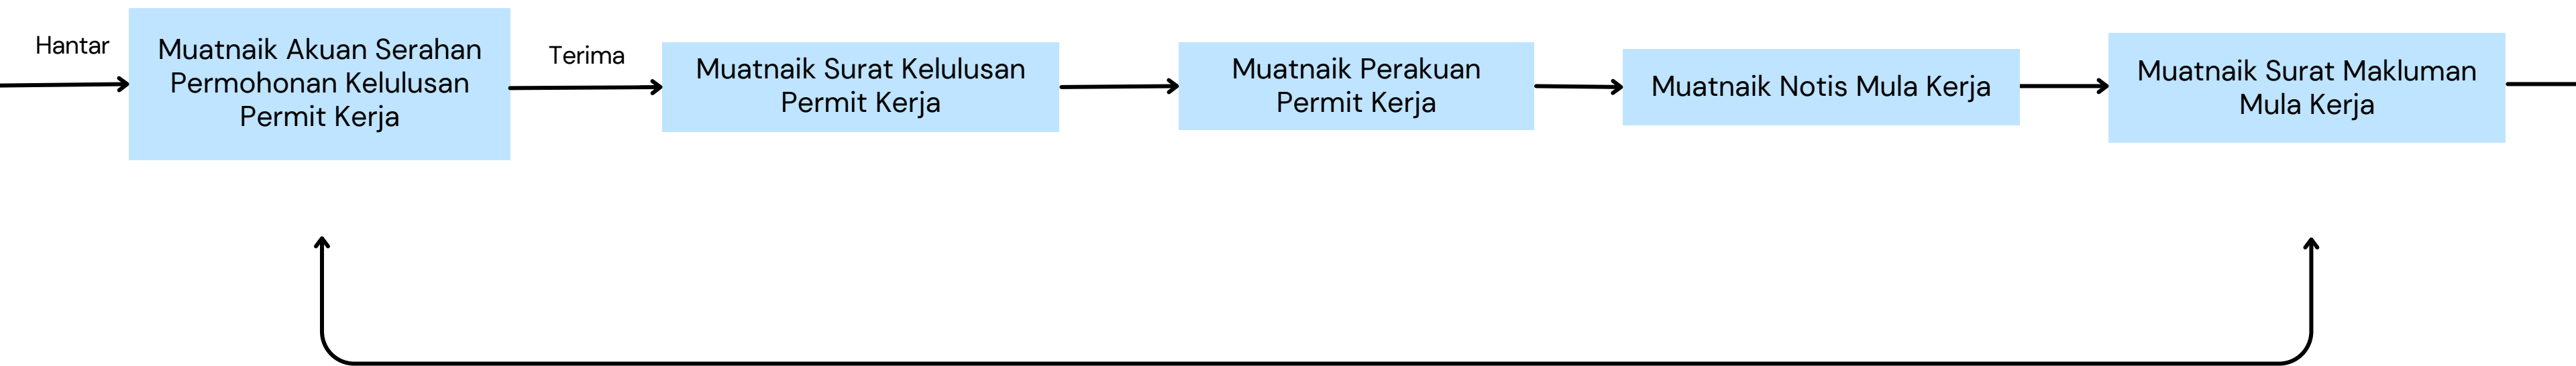 Hantar
Muatnaik Akuan Serahan
Permohonan Kelulusan
Permit Kerja
Terima
Muatnaik Surat Kelulusan
Permit Kerja
Muatnaik Perakuan
Permit Kerja
Muatnaik Notis Mula Kerja
Muatnaik Surat Makluman
Mula Kerja